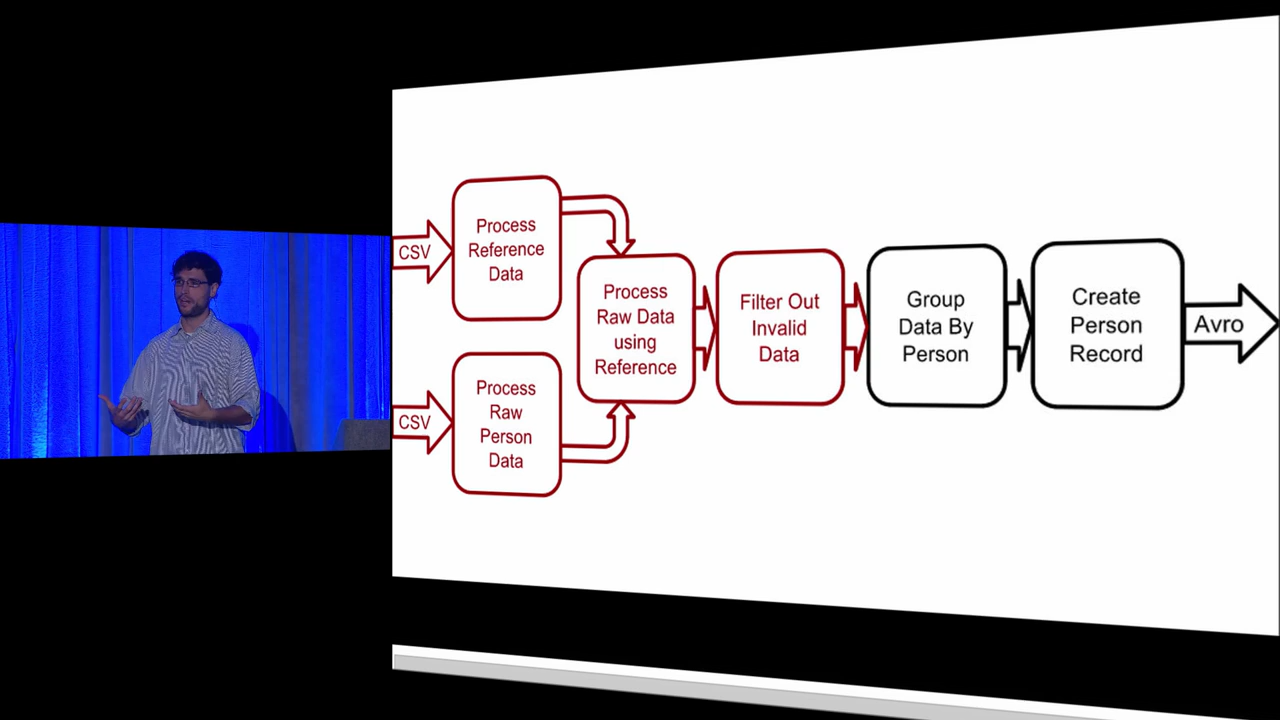 CSV
Process
Reference
Data
CSV
Process
Raw
Person
Data
Process
Raw Data
using
Reference
Filter Out
Invalid
Data
Group
Data By
Person
Create
Person
Record
Avro